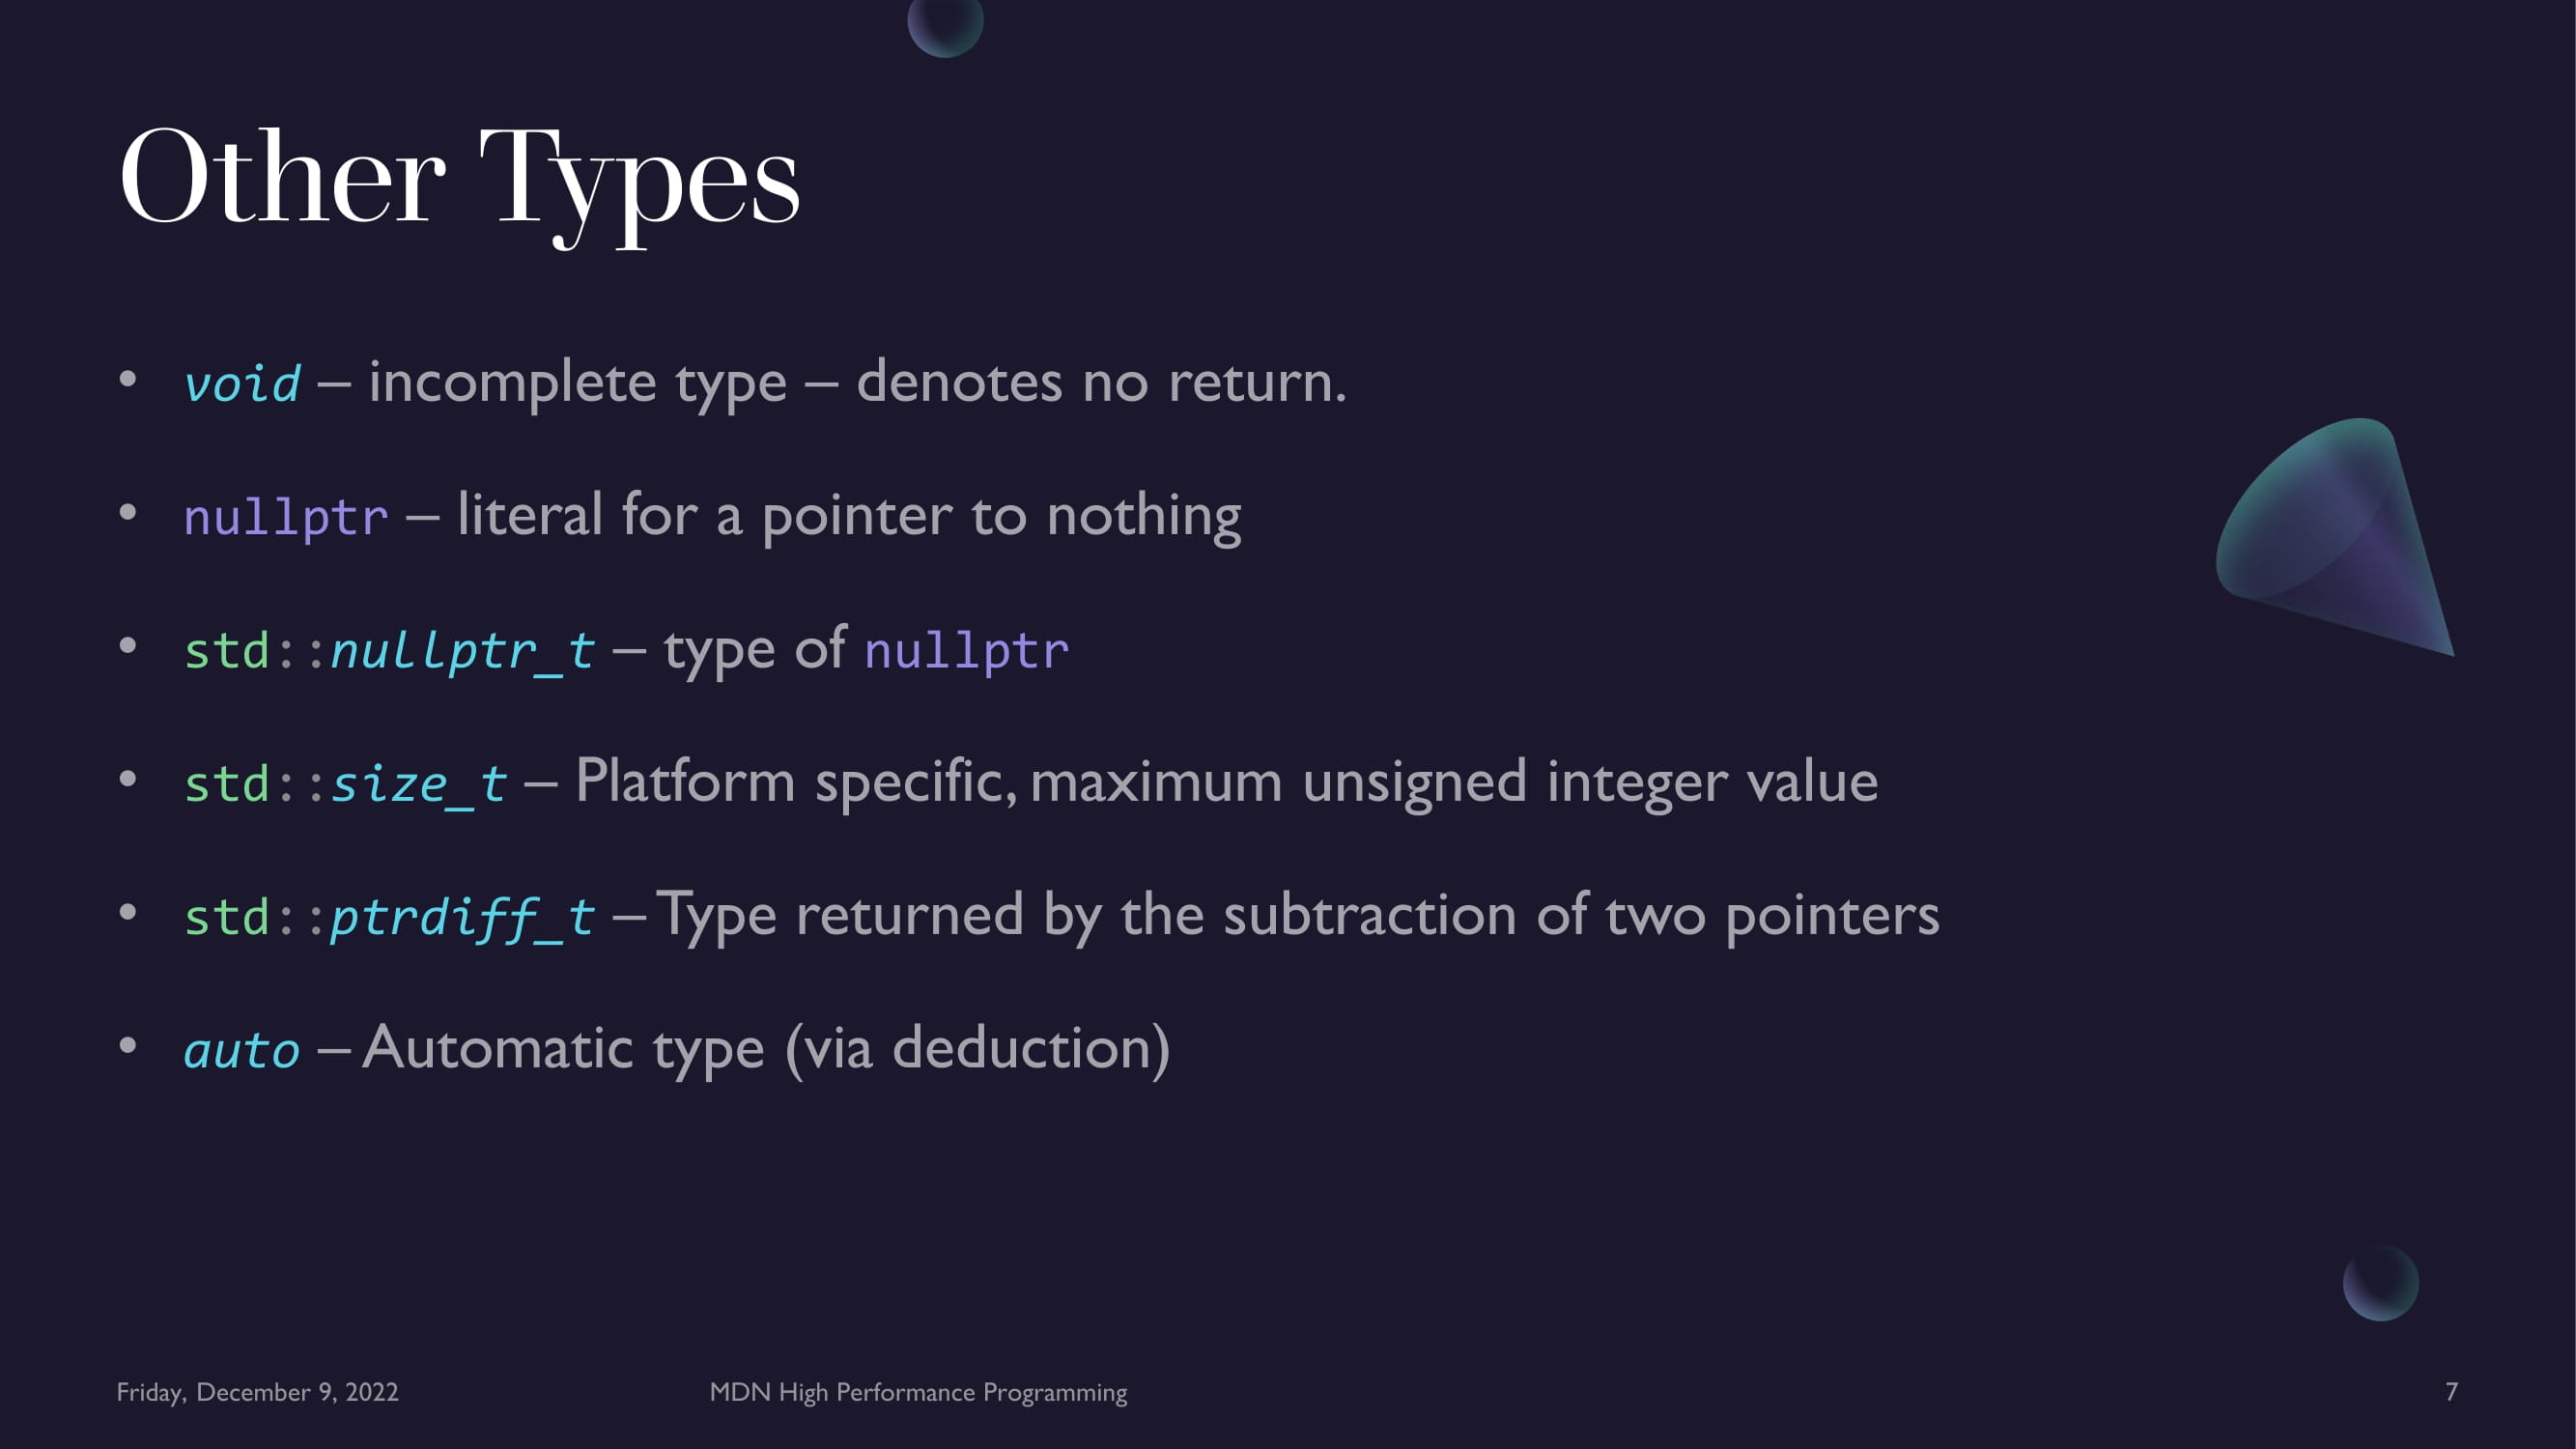 Other Types
• void – incomplete type – denotes no return.
• nullptr – literal for a pointer to nothing
• std::nullptr_t – type of nullptr
• std::size_t – Platform specific, maximum unsigned integer value
• std::ptrdiff_t – Type returned by the subtraction of two pointers
• auto – Automatic type (via deduction)
Friday, December 9, 2022
MDN High Performance Programming
7